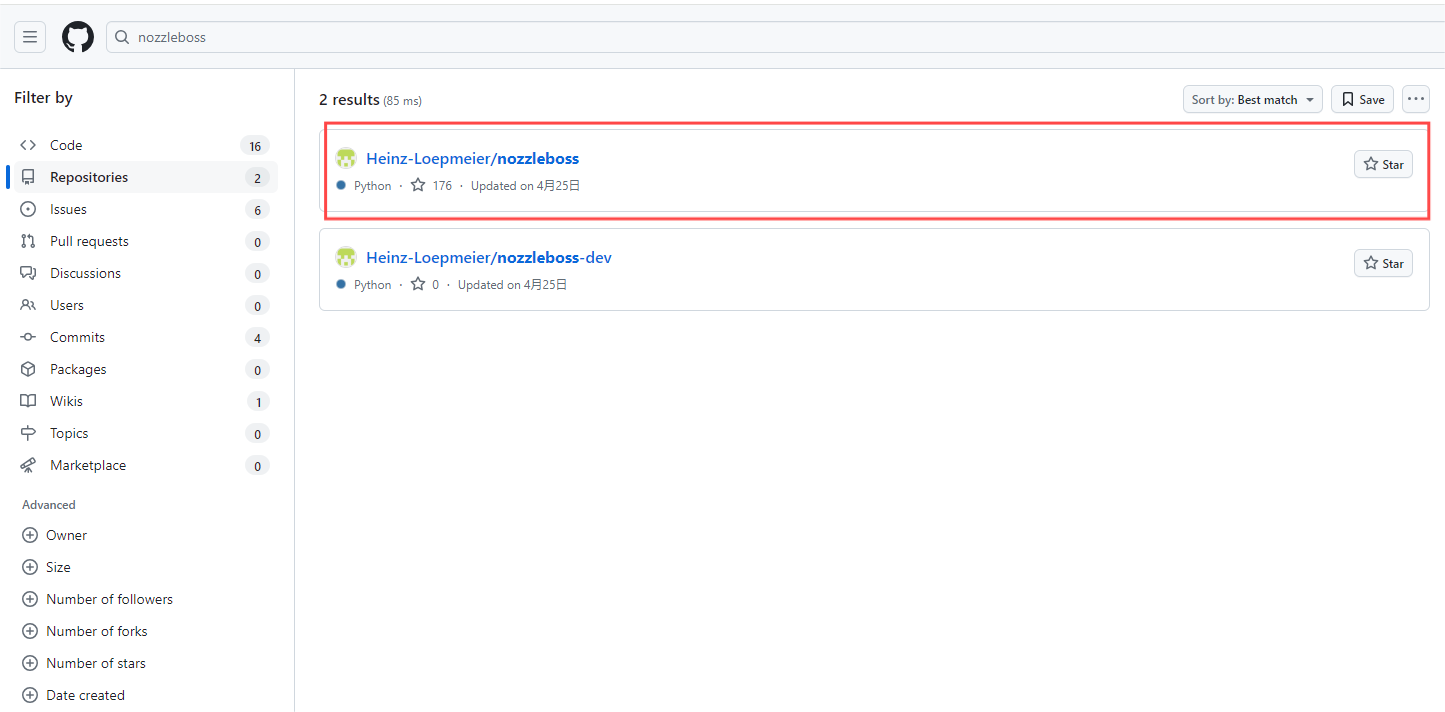 nozzleboss
Filter by
Code 16
Repositories 2
Issues 6
Pull requests 0
Discussions 0
Users 0
Commits 4
Packages 0
Wikis 1
Topics 0
Marketplace 0
Advanced
Owner
Size
Number of followers
Number of forks
Number of stars
Date created
2 results (85 ms)
Sort by: Best match
Save
Heinz-Loepmeier/nozzleboss
Star
Python · 176 · Updated on 4月25日
Heinz-Loepmeier/nozzleboss-dev
Star
Python · 0 · Updated on 4月25日